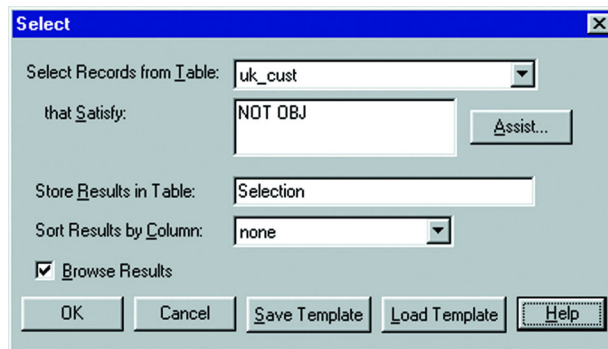 Select
Select Records from Table: uk_cust
that Satisfy: NOT OBJ
Assist...
Store Results in Table: Selection
Sort Results by Column: none
Browse Results
OK Cancel Save Template Load Template Help